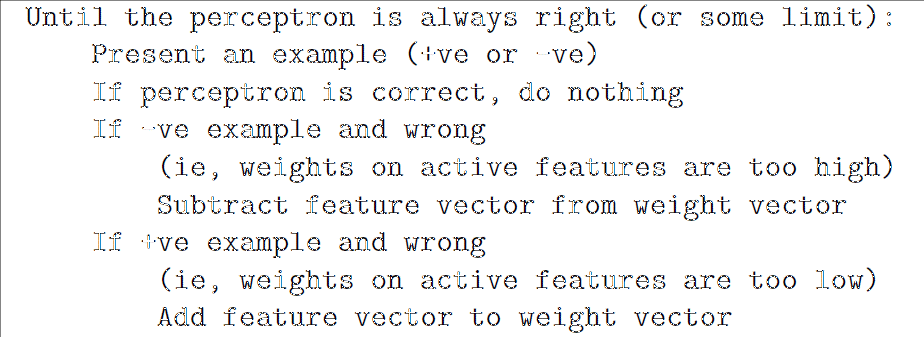 Until the perceptron is always right (or some limit):
Present an example (+ve or -ve)
If perceptron is correct, do nothing
If -ve example and wrong
(ie, weights on active features are too high)
Subtract feature vector from weight vector
If +ve example and wrong
(ie, weights on active features are too low)
Add feature vector to weight vector